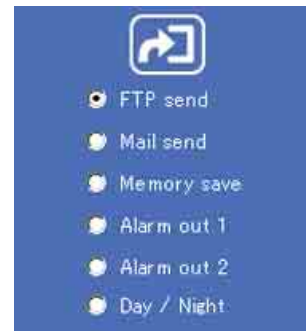 FTP send
Mail send
Memory save
Alarm out 1
Alarm out 2
Day / Night